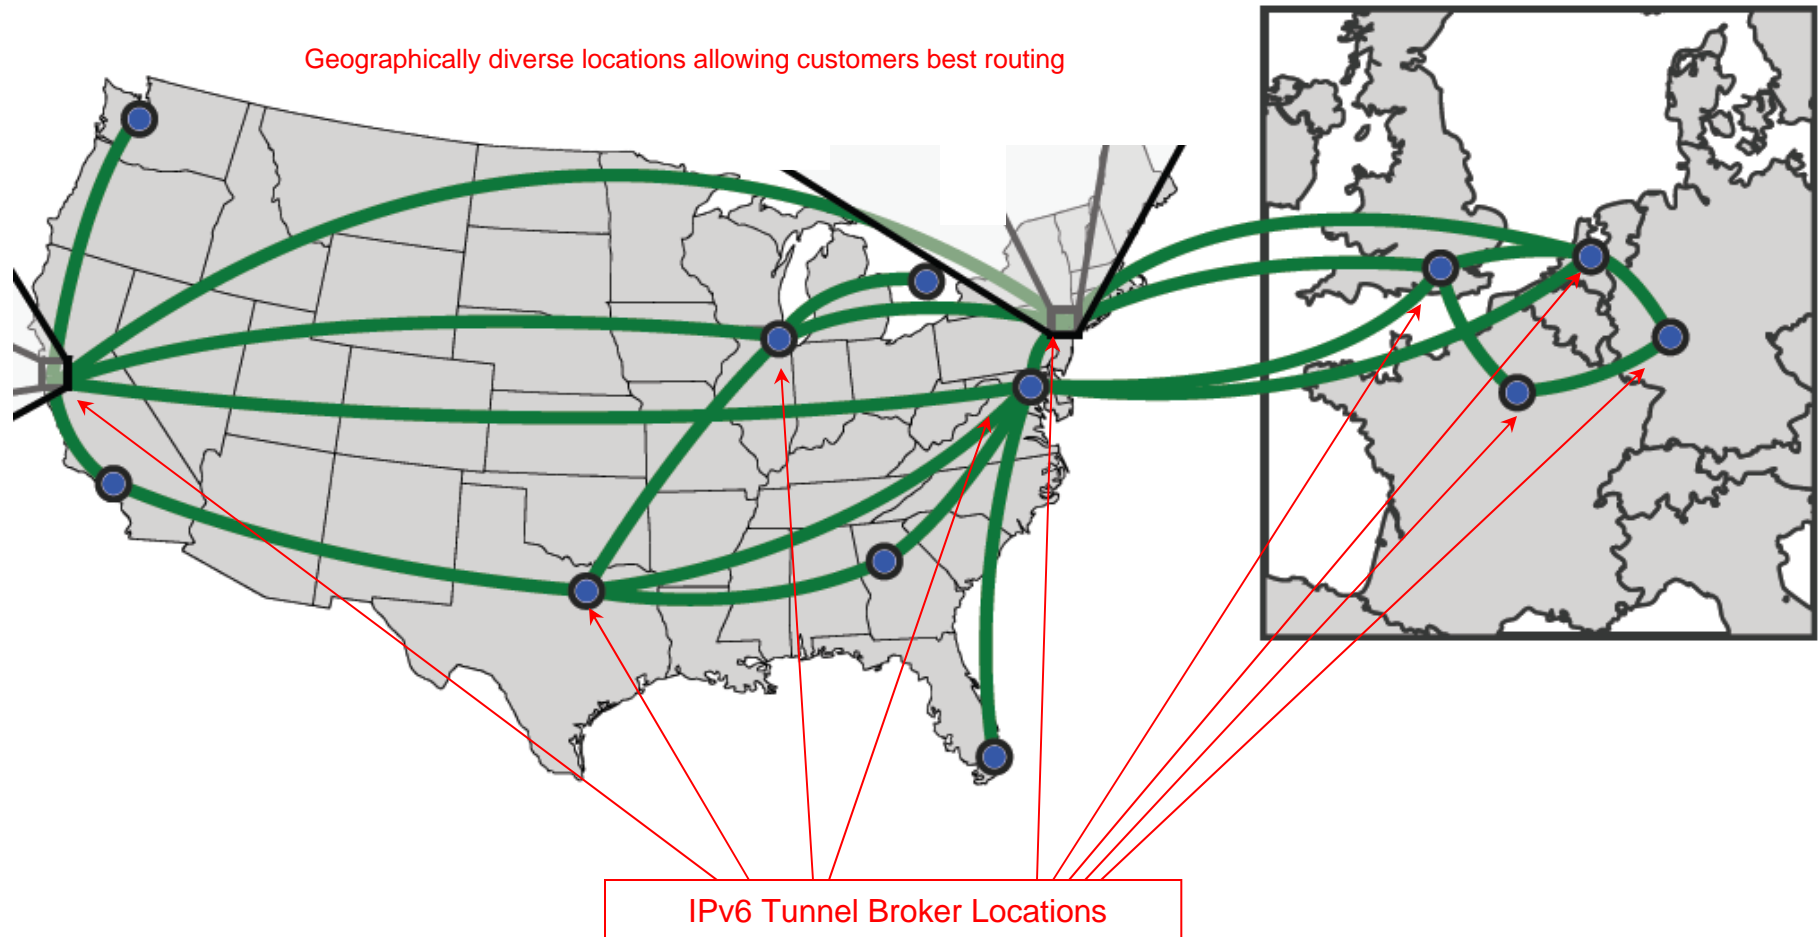 Geographically diverse locations allowing customers best routing
IPv6 Tunnel Broker Locations